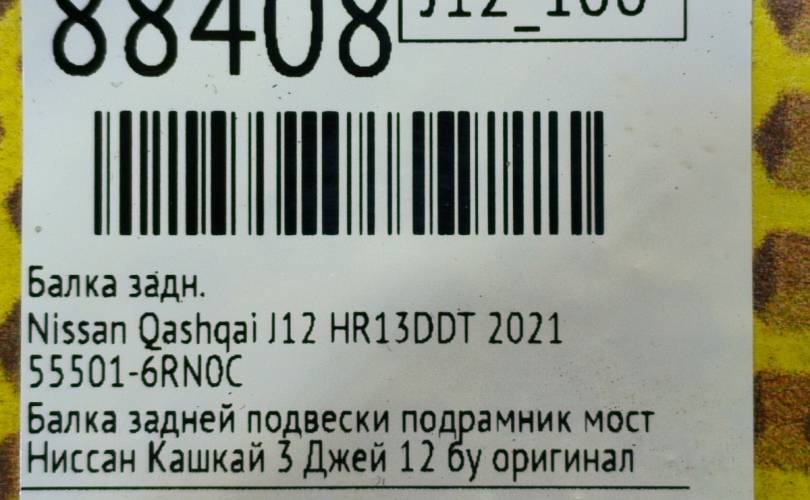 88408
J12_100
Балка задн.
Nissan Qashqai J12 HR13DDT 2021
55501-6RN0C
Балка задней подвески подрамник мост
Ниссан Кашкай 3 Джей 12 бу оригинал